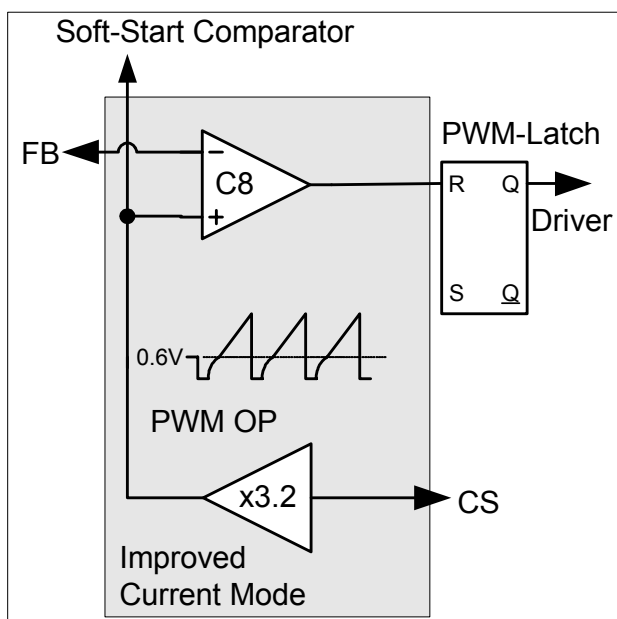 Soft-Start Comparator
FB
−
C8
+
PWM-Latch
R Q
Driver
S Q
0.6V
PWM OP
x3.2
CS
Improved
Current Mode